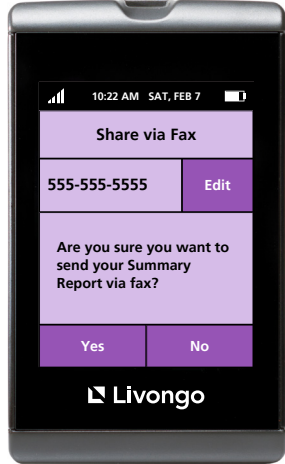 10:22 AM SAT, FEB 7
Share via Fax
555-555-5555 Edit
Are you sure you want to
send your Summary
Report via fax?
Yes No
Livongo